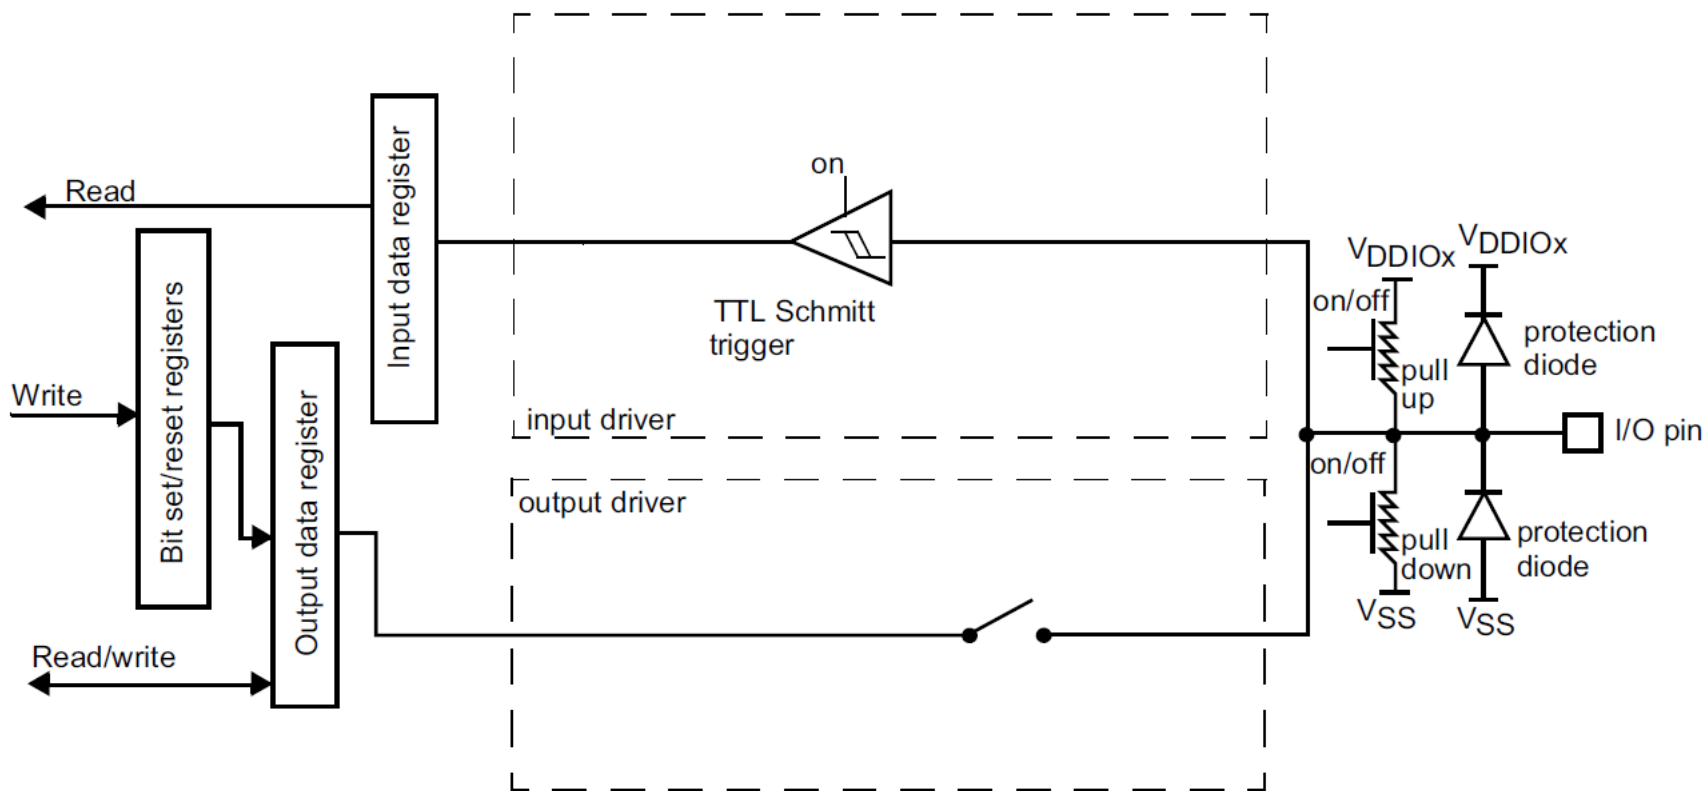 on
Read
Input data register
TTL Schmitt
trigger
input driver
Bit set/reset registers
Write
Output data register
Read/write
output driver
VDDIOx
VDDIOx
on/off
pull
up
protection
diode
I/O pin
on/off
pull
down
protection
diode
VSS
VSS